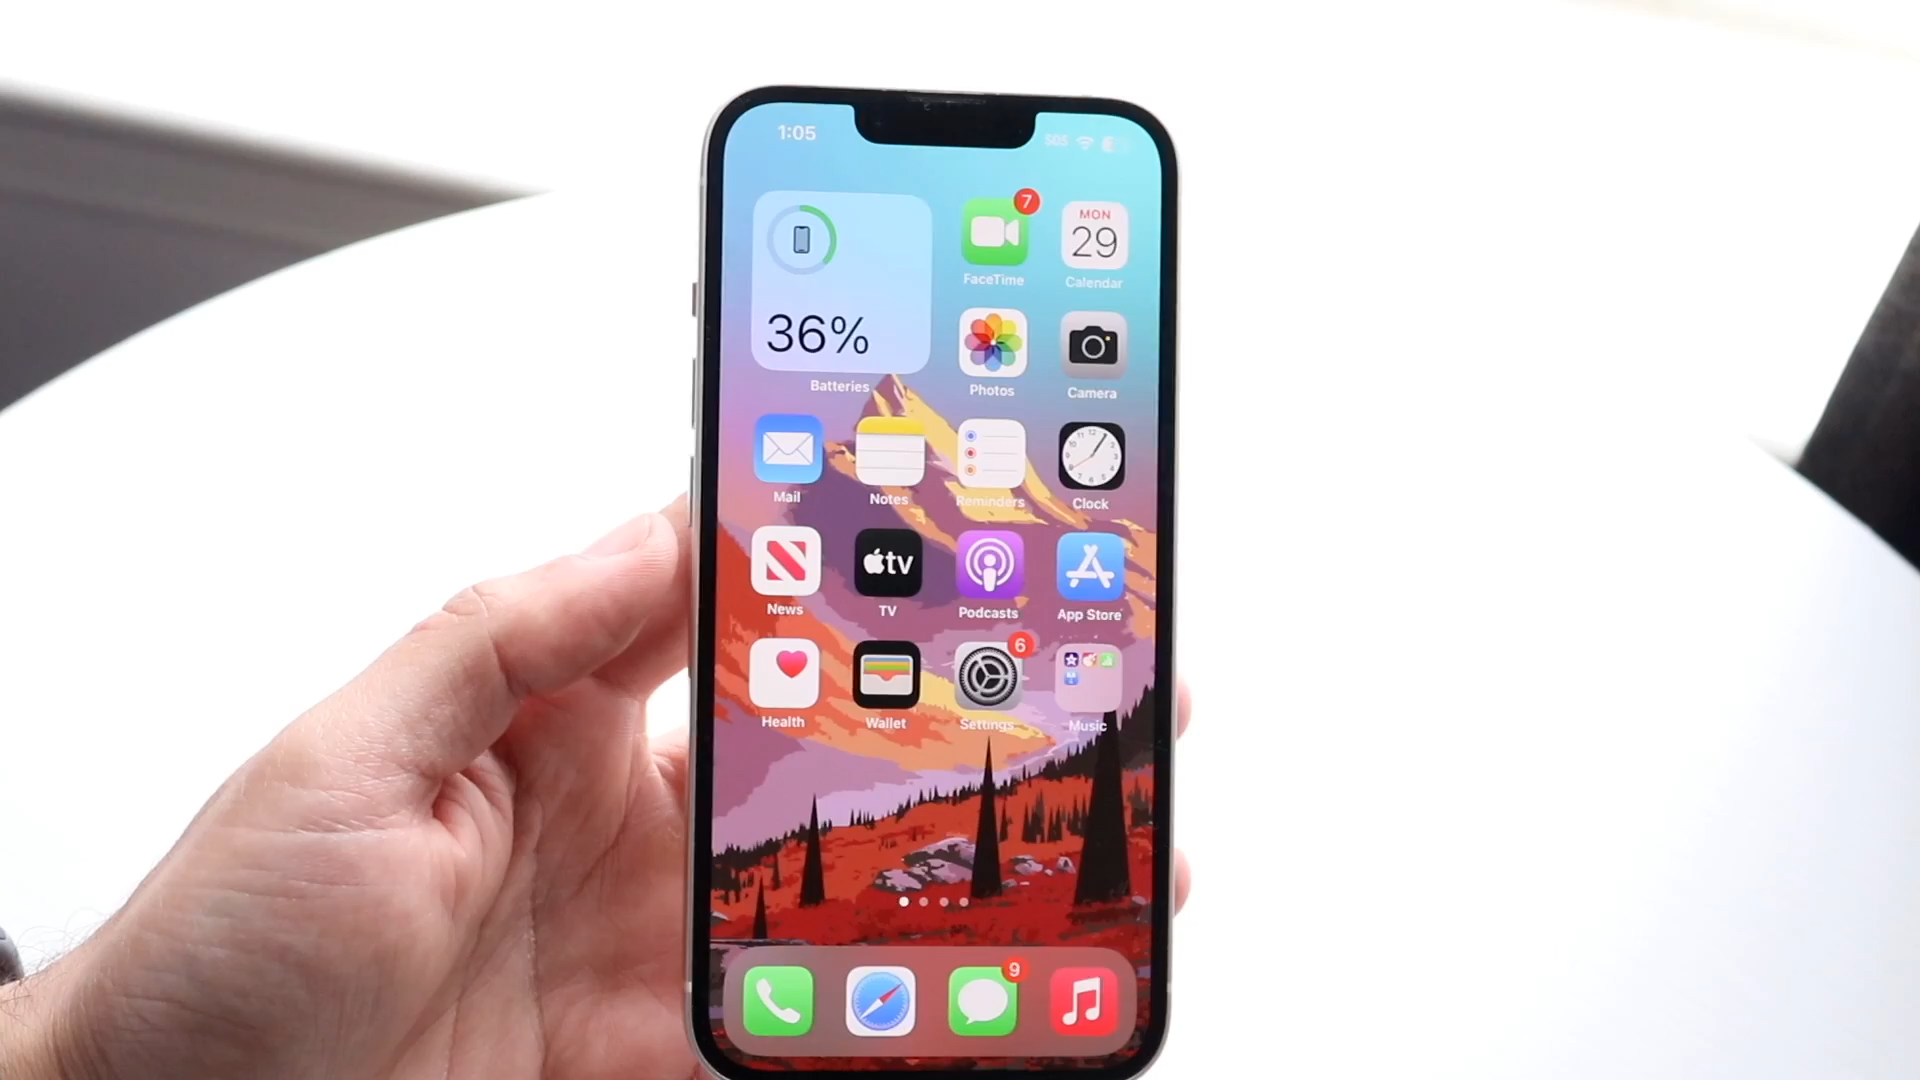 1:05 SOS
7
MON
29
FaceTime Calendar
36%
Batteries Photos Camera
Mail Notes Reminders Clock
tv
News TV Podcasts App Store
6
Health Wallet Settings Music
9